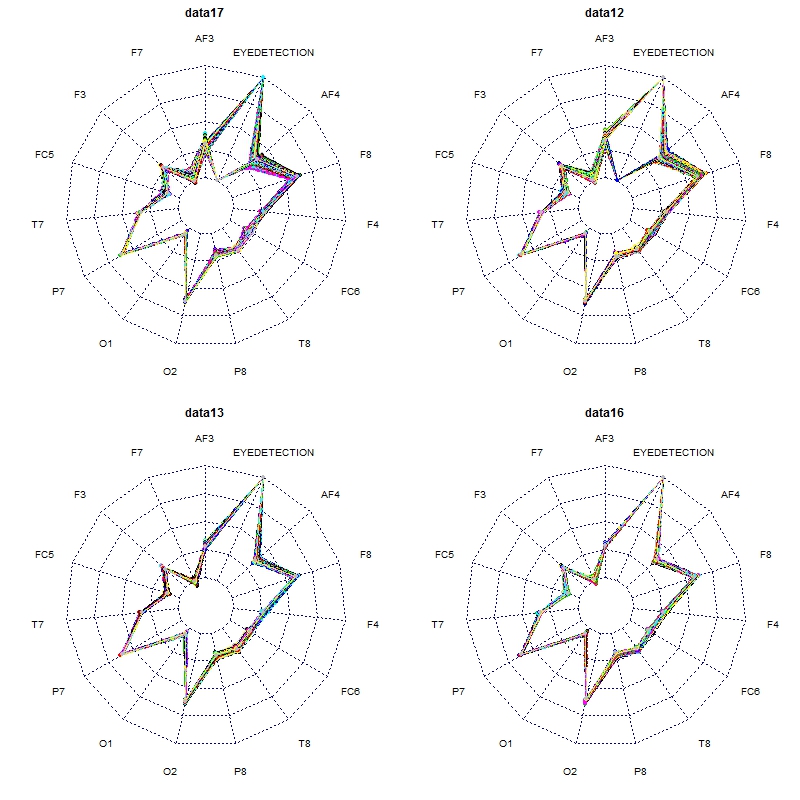 data17
AF3
F7
EYEDETECTION
F3
AF4
FC5
F8
T7
F4
P7
FC6
O1
T8
O2
P8
data12
AF3
F7
EYEDETECTION
F3
AF4
FC5
F8
T7
F4
P7
FC6
O1
T8
O2
P8
data13
AF3
F7
EYEDETECTION
F3
AF4
FC5
F8
T7
F4
P7
FC6
O1
T8
O2
P8
data16
AF3
F7
EYEDETECTION
F3
AF4
FC5
F8
T7
F4
P7
FC6
O1
T8
O2
P8